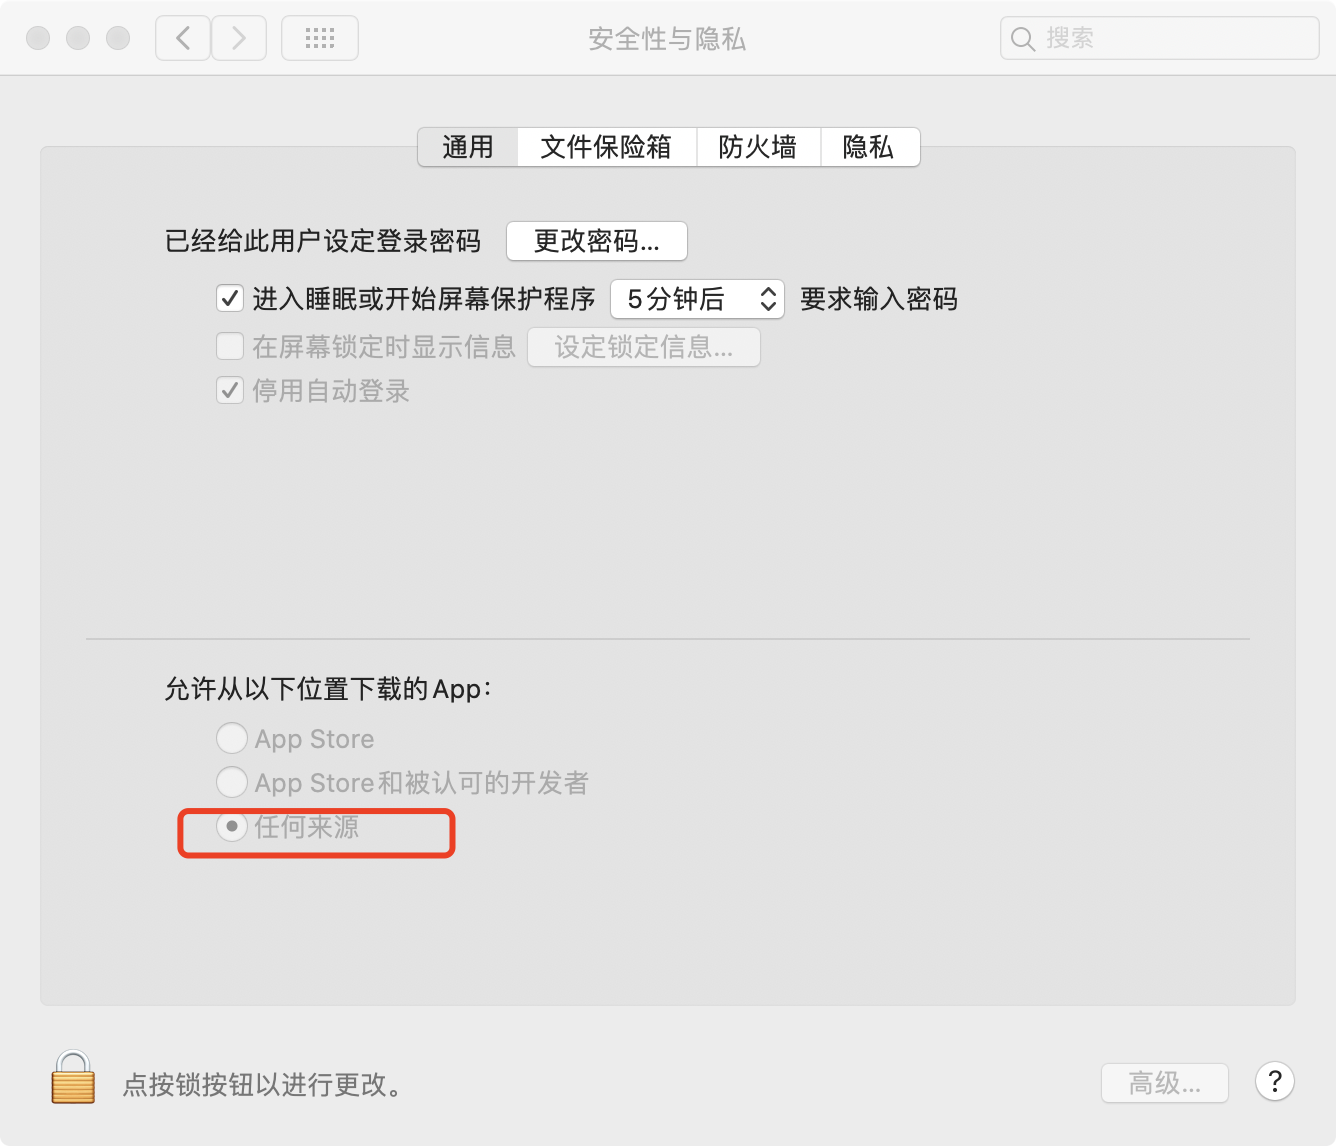 安全性与隐私
搜索
通用 文件保险箱 防火墙 隐私
已经给此用户设定登录密码 更改密码...
进入睡眠或开始屏幕保护程序 5分钟后 要求输入密码
在屏幕锁定时显示信息 设定锁定信息...
停用自动登录
允许从以下位置下载的App：
App Store
App Store和被认可的开发者
任何来源
点按锁按钮以进行更改。
高级... ?